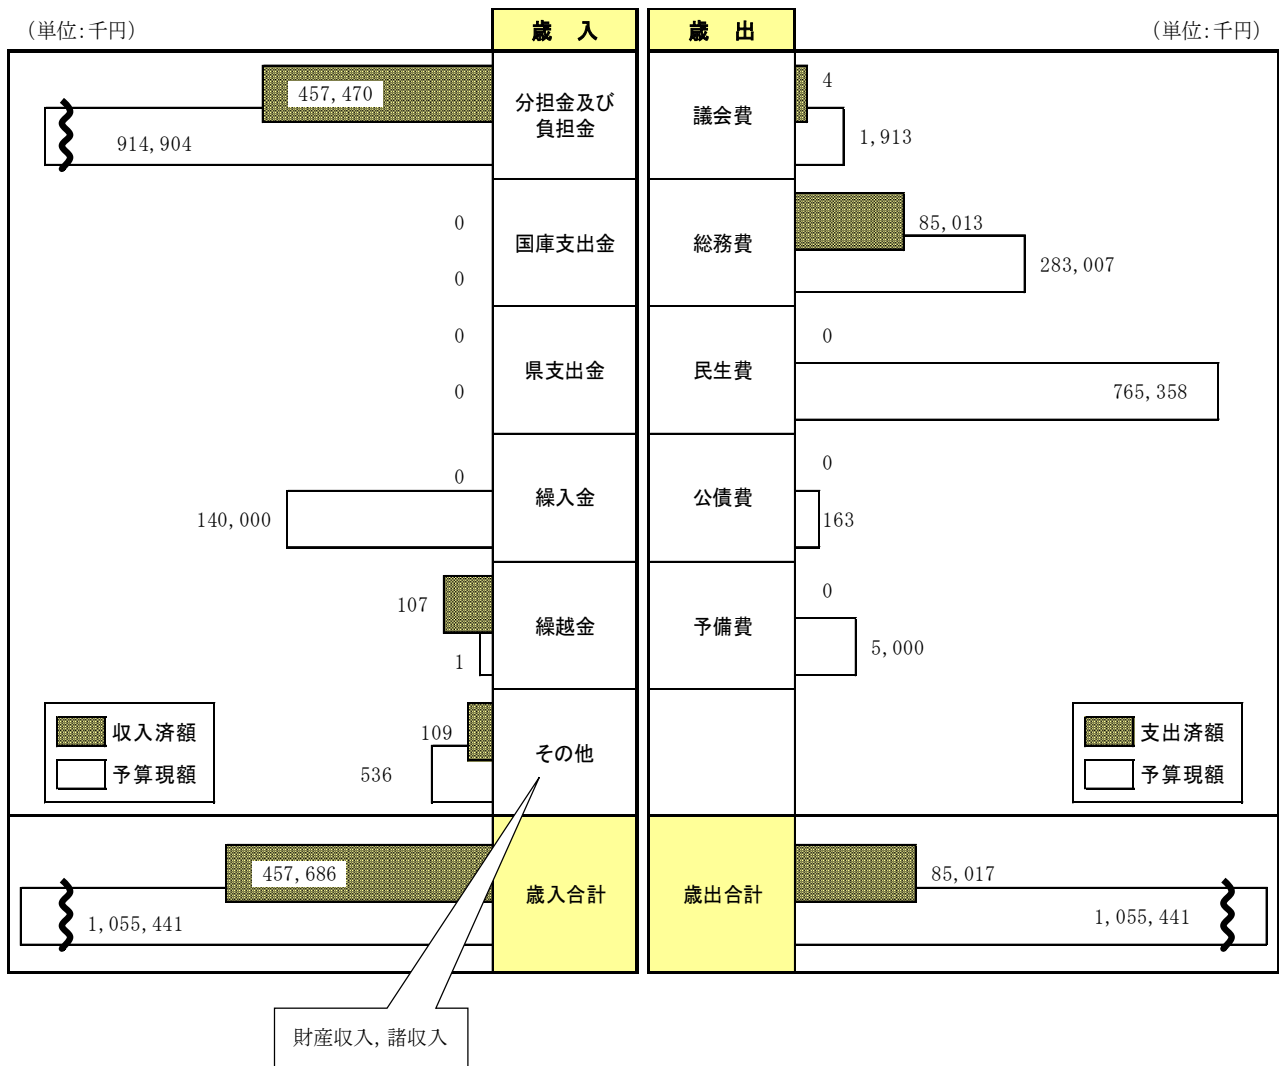 （単位：千円）
歳　入
歳　出
（単位：千円）
457,470
914,904
分担金及び
負担金
議会費
4
1,913
0
0
国庫支出金
総務費
85,013
283,007
0
0
県支出金
民生費
0
765,358
0
140,000
繰入金
公債費
0
163
107
1
繰越金
予備費
0
5,000
収入済額
予算現額
109
536
その他
支出済額
予算現額
457,686
1,055,441
歳入合計
歳出合計
85,017
1,055,441
財産収入，諸収入